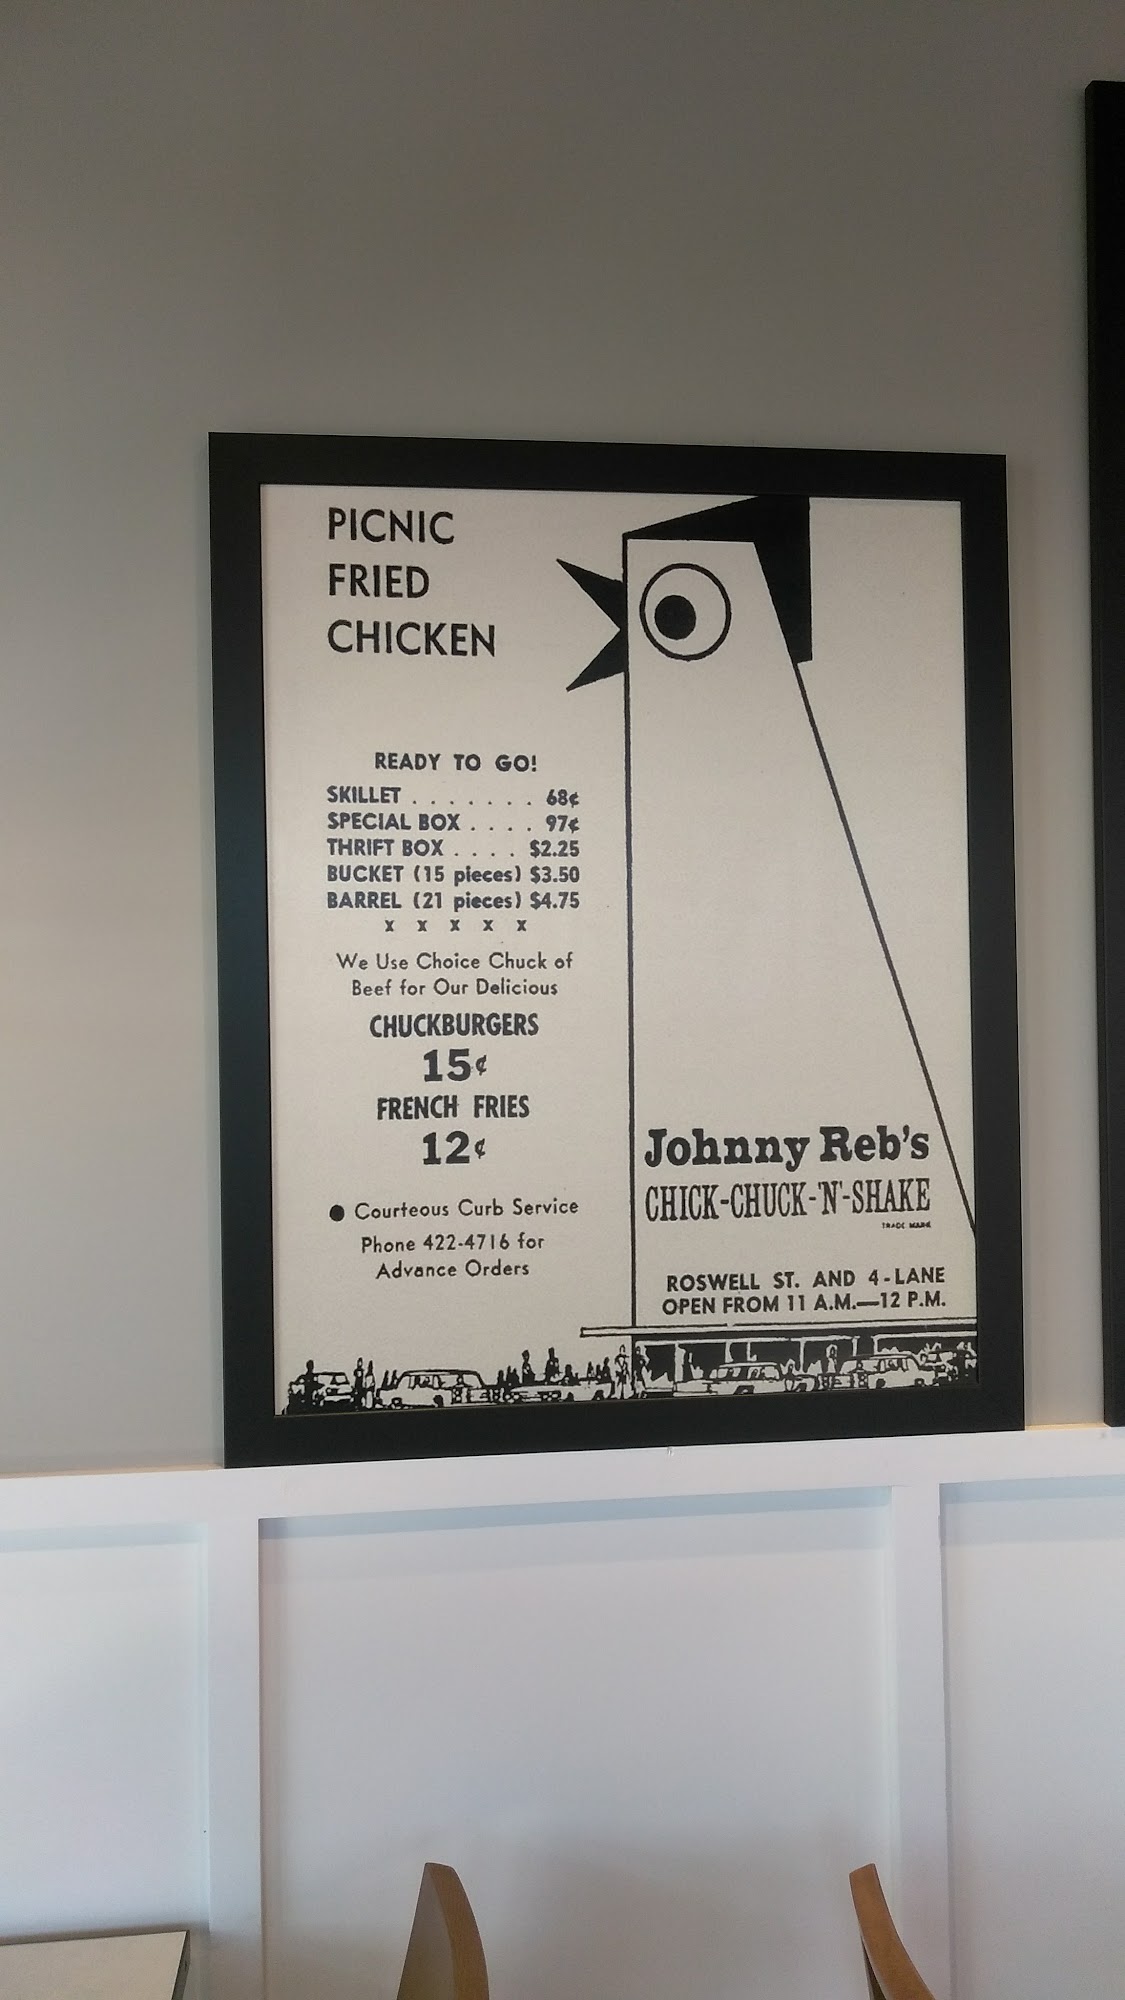 PICNIC
FRIED
CHICKEN
READY TO GO!
SKILLET . . . . . . . 68¢
SPECIAL BOX . . . . 97¢
THRIFT BOX . . . . $2.25
BUCKET (15 pieces) $3.50
BARREL (21 pieces) $4.75
x x x x x
We Use Choice Chuck of
Beef for Our Delicious
CHUCKBURGERS
15¢
FRENCH FRIES
12¢
● Courteous Curb Service
Phone 422-4716 for
Advance Orders
Johnny Reb's
CHICK-CHUCK-'N'-SHAKE
TRADE MARK
ROSWELL ST. AND 4-LANE
OPEN FROM 11 A.M.—12 P.M.